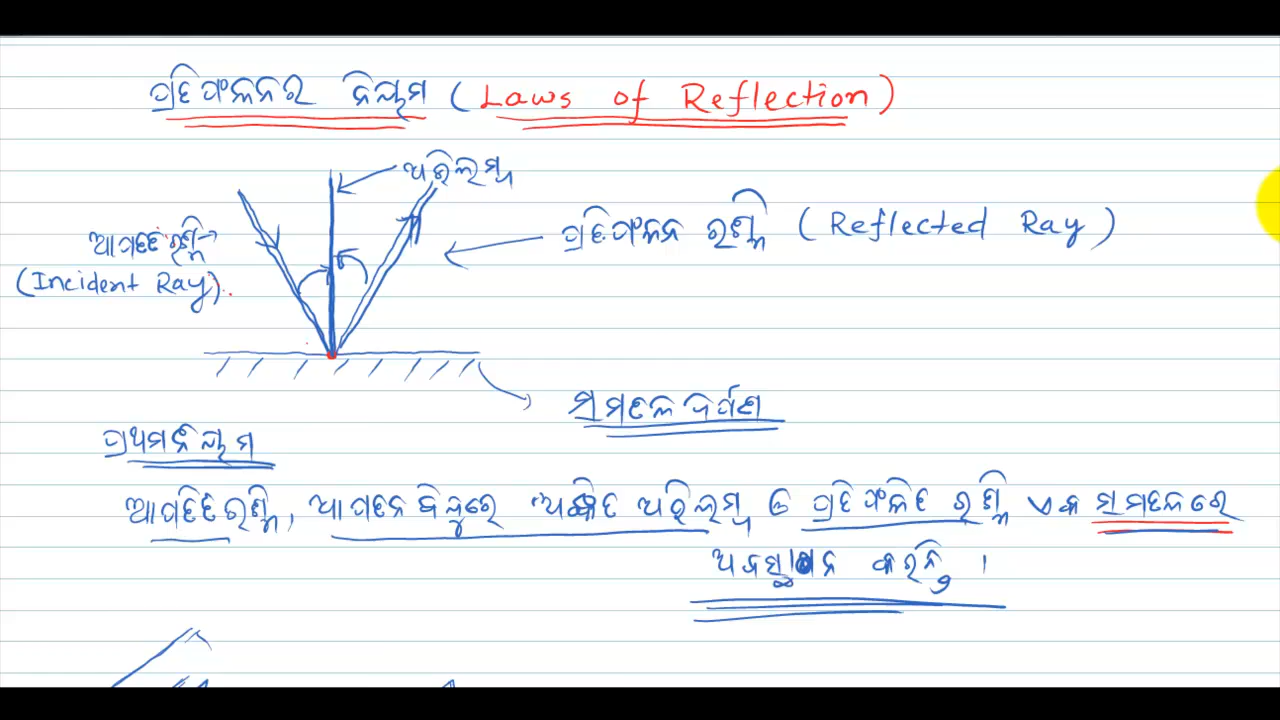 ପ୍ରତିଫଳନର ନିୟମ (Laws of Reflection)
ଅଭିଲମ୍ବ
ଆପତିତ ରଶ୍ମି
(Incident Ray)
ପ୍ରତିଫଳନ ରଶ୍ମି (Reflected Ray)
ସମତଳ ଦର୍ପଣ
ପ୍ରଥମ ନିୟମ
ଆପତିତ ରଶ୍ମି, ଆପତନ ବିନ୍ଦୁରେ ଅଙ୍କିତ ଅଭିଲମ୍ବ ଓ ପ୍ରତିଫଳିତ ରଶ୍ମି ଏକ ସମତଳରେ
ଅବସ୍ଥାନ କରନ୍ତି ।